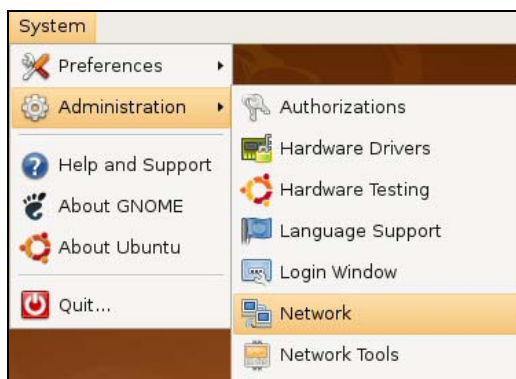 System
Preferences
Administration
Help and Support
About GNOME
About Ubuntu
Quit...
Authorizations
Hardware Drivers
Hardware Testing
Language Support
Login Window
Network
Network Tools